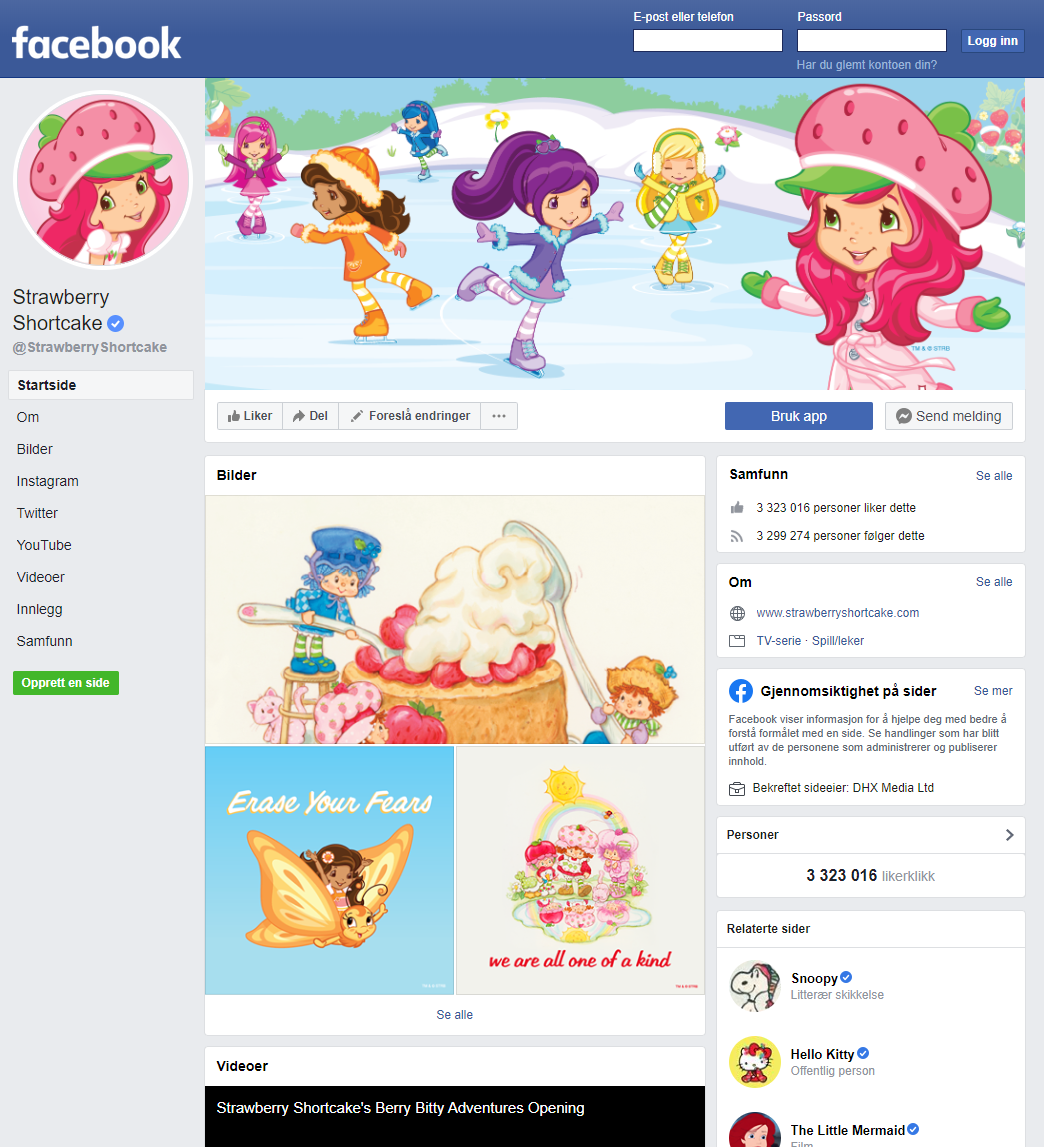 facebook
E-post eller telefon
Passord
Logg inn
Har du glemt kontoen din?
Strawberry
Shortcake
@StrawberryShortcake
Startside
Om
Bilder
Instagram
Twitter
YouTube
Videoer
Innlegg
Samfunn
Opprett en side
TM & © STRB
Liker
Del
Foreslå endringer
Bruk app
Send melding
Bilder
Erase Your Fears
TM & © STRB
we are all one of a kind
TM & © STRB
Se alle
Videoer
Strawberry Shortcake's Berry Bitty Adventures Opening
Samfunn
Se alle
3 323 016 personer liker dette
3 299 274 personer følger dette
Om
Se alle
www.strawberryshortcake.com
TV-serie · Spill/leker
Gjennomsiktighet på sider
Se mer
Facebook viser informasjon for å hjelpe deg med bedre å
forstå formålet med en side. Se handlinger som har blitt
utført av de personene som administrerer og publiserer
innhold.
Bekreftet sideeier: DHX Media Ltd
Personer
3 323 016 likerklikk
Relaterte sider
Snoopy
Litterær skikkelse
Hello Kitty
Offentlig person
The Little Mermaid
Film